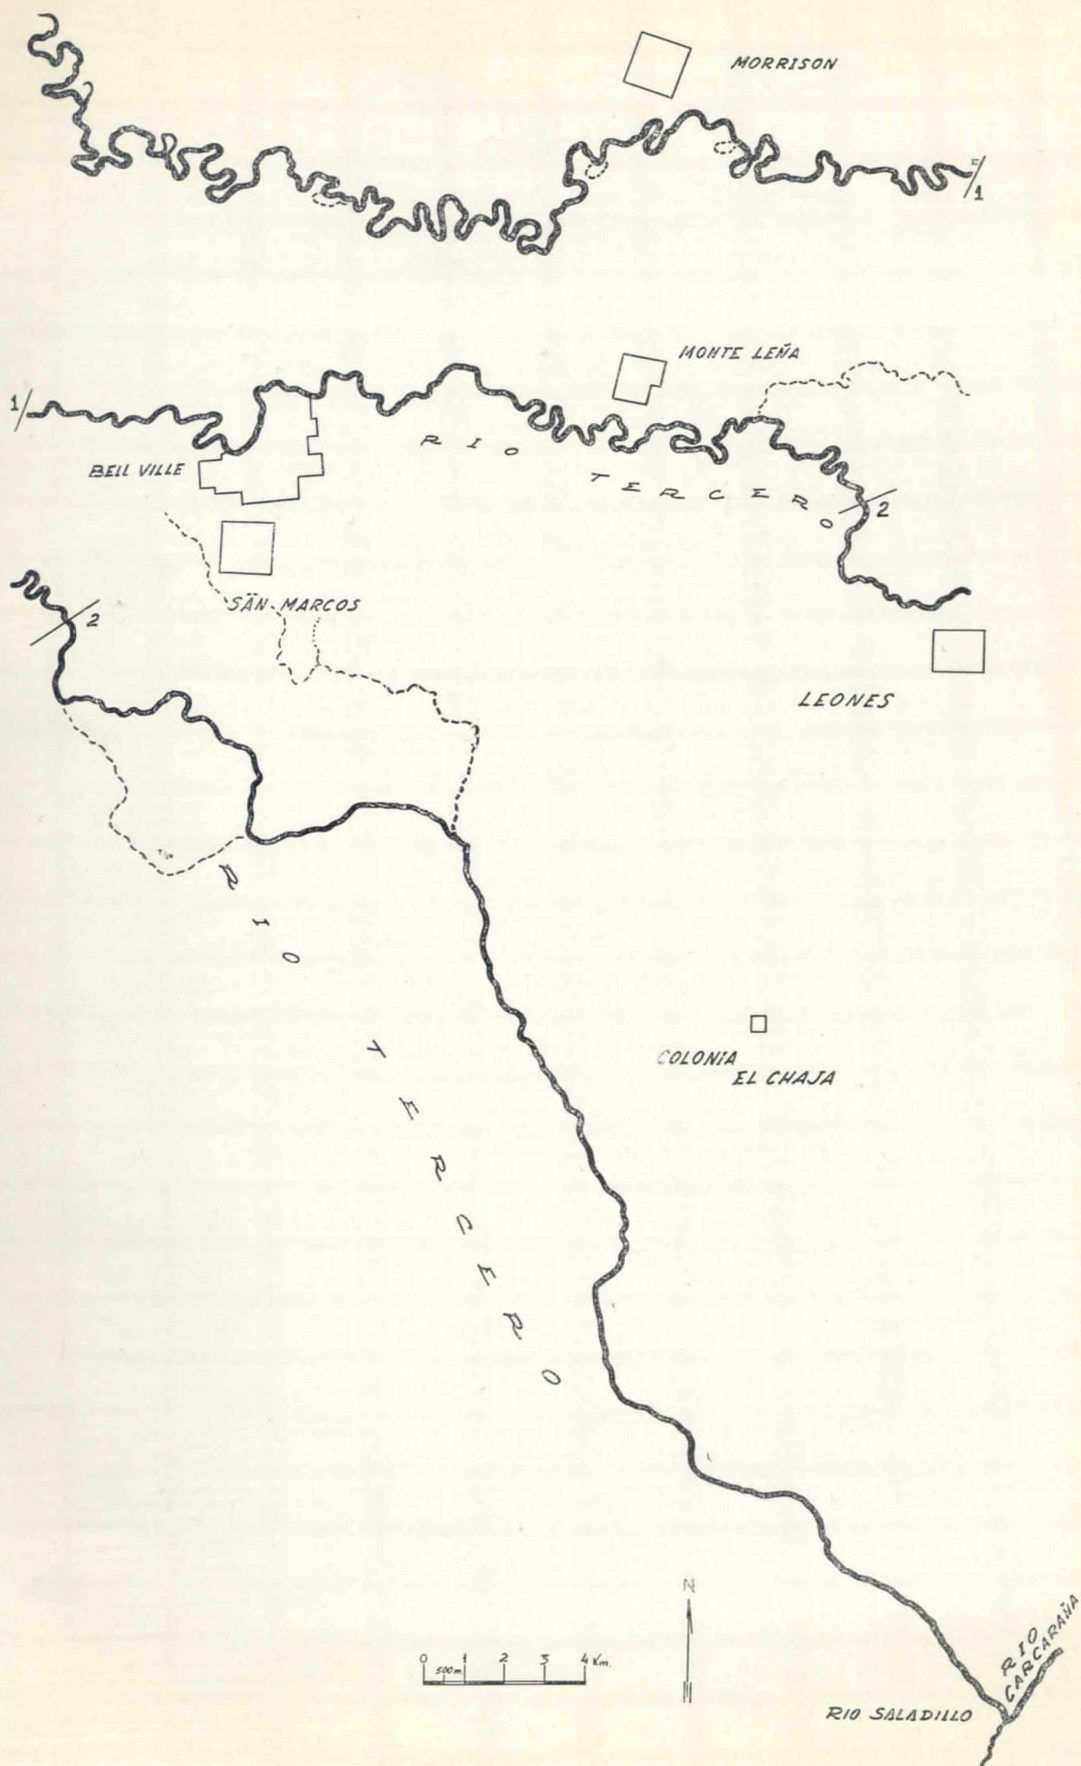 MORRISON
1
MONTE LEÑA
1
RIO
TERCERO
BELL VILLE
2
SAN MARCOS
2
LEONES
RIO
TERCERO
COLONIA
EL CHAJA
N
0 1 2 3 4 Km.
500 m
RIO
CARCARAÑA
RIO SALADILLO